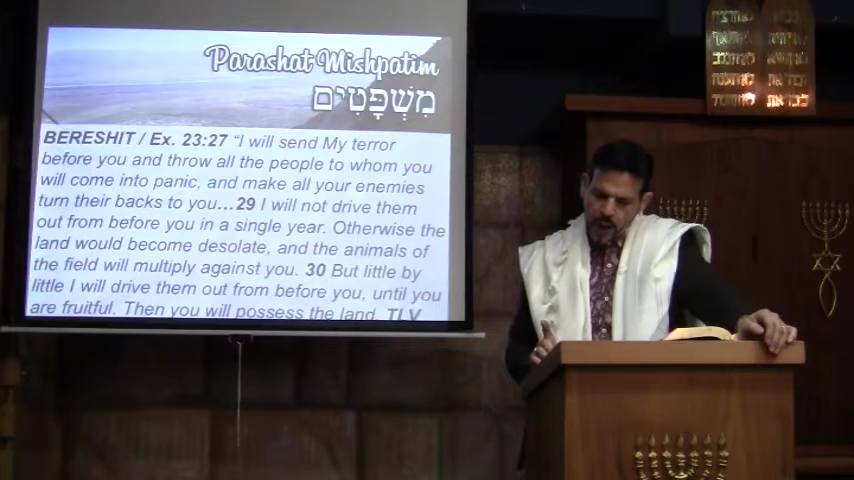 Parashat Mishpatim
מִשְׁפָּטִים
BERESHIT / Ex. 23:27 “I will send My terror
before you and throw all the people to whom you
will come into panic, and make all your enemies
turn their backs to you…29 I will not drive them
out from before you in a single year. Otherwise the
land would become desolate, and the animals of
the field will multiply against you. 30 But little by
little I will drive them out from before you, until you
are fruitful. Then you will possess the land. TLV